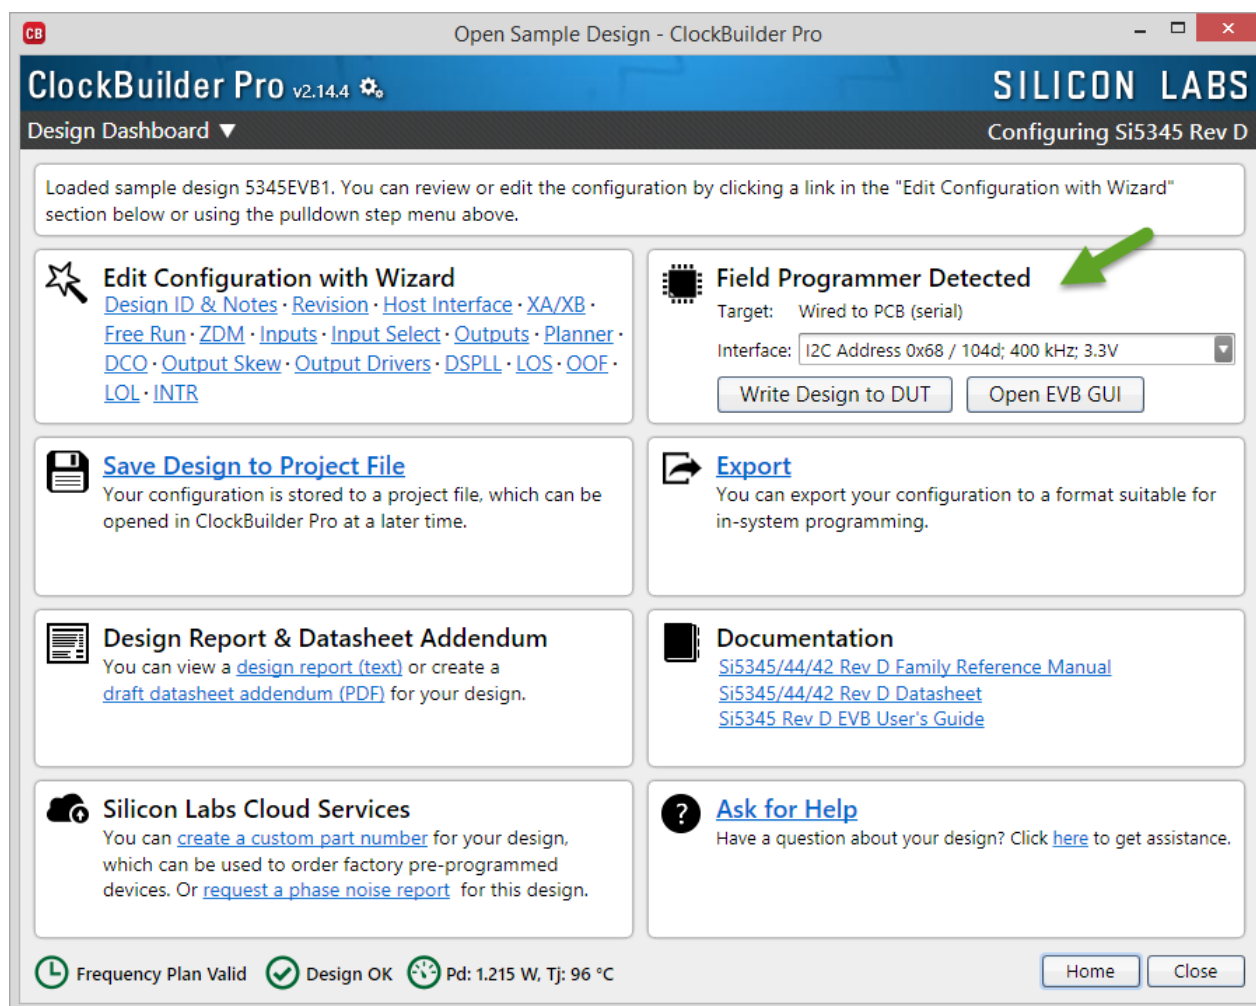 CB
Open Sample Design - ClockBuilder Pro
ClockBuilder Pro v2.14.4
SILICON LABS
Design Dashboard ▼
Configuring Si5345 Rev D
Loaded sample design 5345EVB1. You can review or edit the configuration by clicking a link in the "Edit Configuration with Wizard"
section below or using the pulldown step menu above.
Edit Configuration with Wizard
Design ID & Notes · Revision · Host Interface · XA/XB ·
Free Run · ZDM · Inputs · Input Select · Outputs · Planner ·
DCO · Output Skew · Output Drivers · DSPLL · LOS · OOF ·
LOL · INTR
Field Programmer Detected
Target: Wired to PCB (serial)
Interface: I2C Address 0x68 / 104d; 400 kHz; 3.3V
Write Design to DUT
Open EVB GUI
Save Design to Project File
Your configuration is stored to a project file, which can be
opened in ClockBuilder Pro at a later time.
Export
You can export your configuration to a format suitable for
in-system programming.
Design Report & Datasheet Addendum
You can view a design report (text) or create a
draft datasheet addendum (PDF) for your design.
Documentation
Si5345/44/42 Rev D Family Reference Manual
Si5345/44/42 Rev D Datasheet
Si5345 Rev D EVB User's Guide
Silicon Labs Cloud Services
You can create a custom part number for your design,
which can be used to order factory pre-programmed
devices. Or request a phase noise report for this design.
Ask for Help
Have a question about your design? Click here to get assistance.
Frequency Plan Valid
Design OK
Pd: 1.215 W, Tj: 96 °C
Home
Close